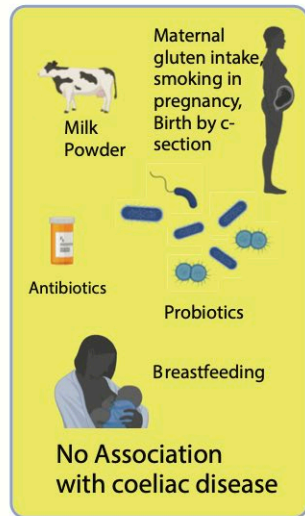 Maternal
gluten intake,
smoking in
pregnancy,
Birth by c-
section
Milk
Powder
Antibiotics
Probiotics
Breastfeeding
No Association
with coeliac disease